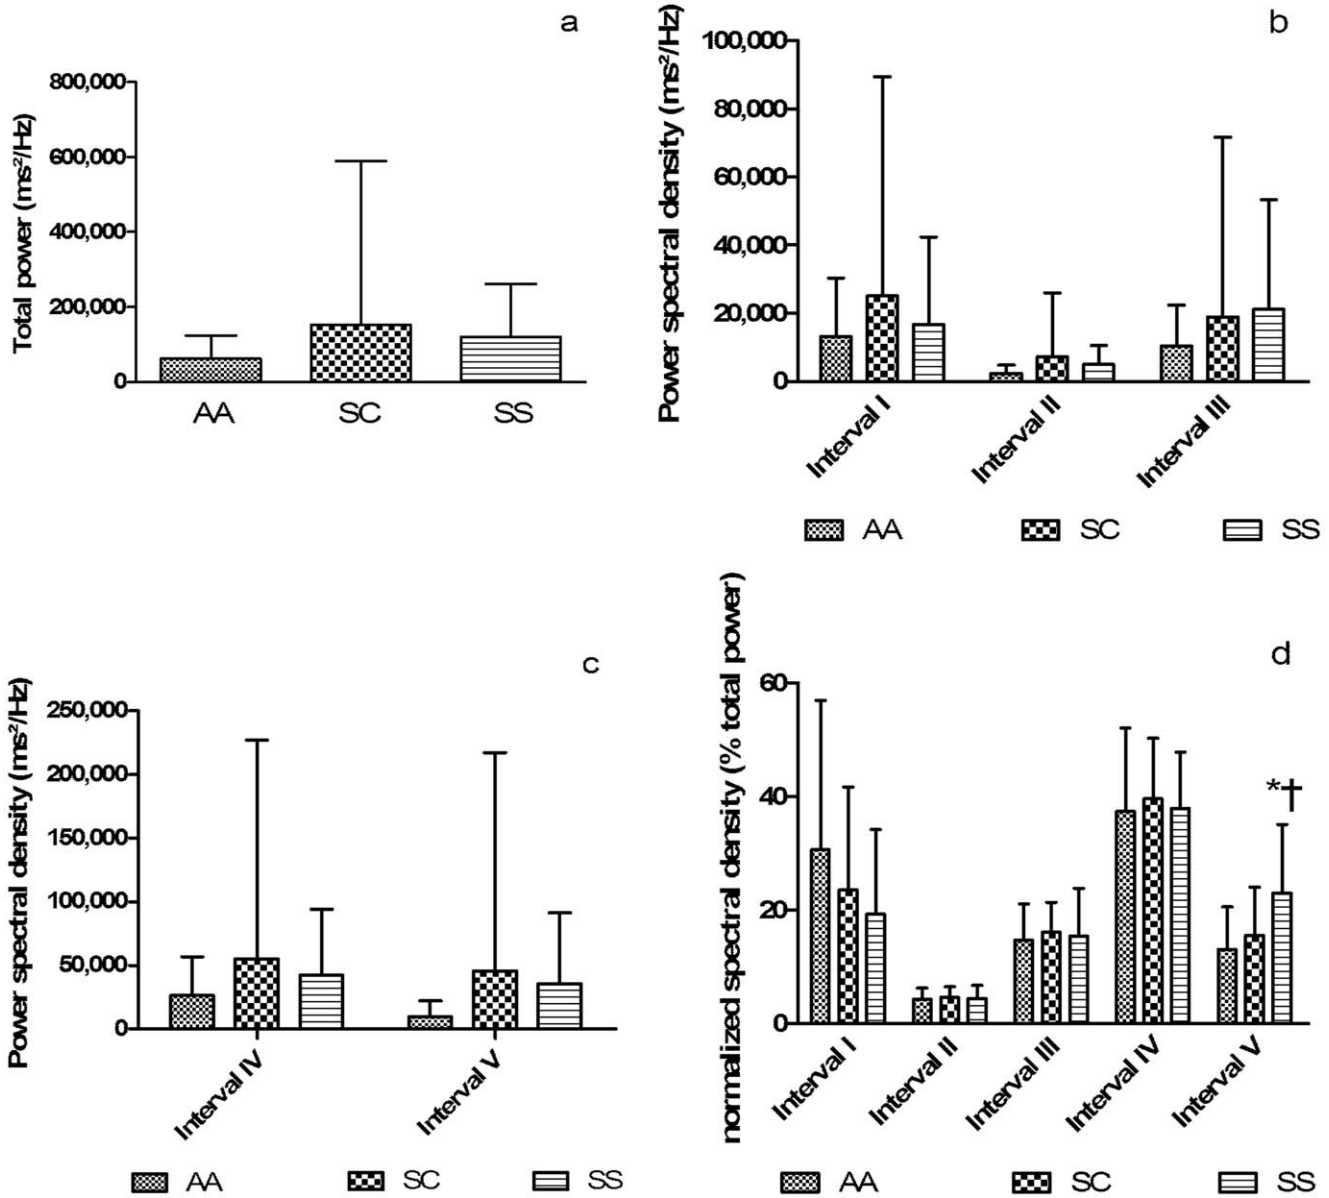 a
Total power (ms²/Hz)
800,000
600,000
400,000
200,000
0
AA SC SS
b
Power spectral density (ms²/Hz)
100,000
80,000
60,000
40,000
20,000
0
Interval I Interval II Interval III
AA SC SS
c
Power spectral density (ms²/Hz)
250,000
200,000
150,000
100,000
50,000
0
Interval IV Interval V
AA SC SS
d
normalized spectral density (% total power)
60
40
20
0
*†
Interval I Interval II Interval III Interval IV Interval V
AA SC SS